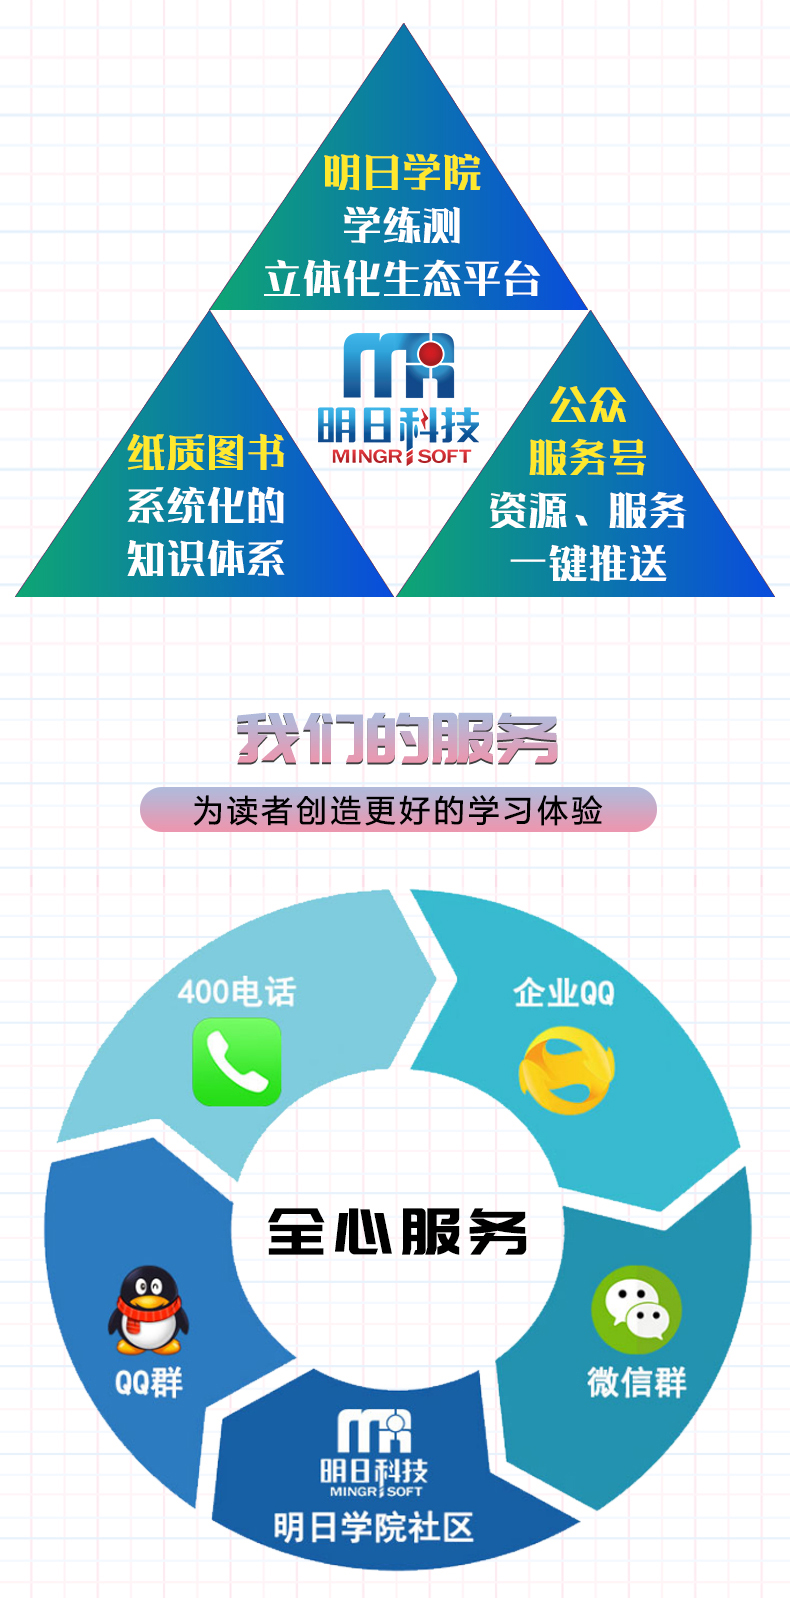 明日学院
学练测
立体化生态平台
明日科技
MINGRISOFT
纸质图书
系统化的
知识体系
公众
服务号
资源、服务
一键推送
我们的服务
为读者创造更好的学习体验
400电话
企业QQ
全心服务
QQ群
微信群
明日科技
MINGRISOFT
明日学院社区